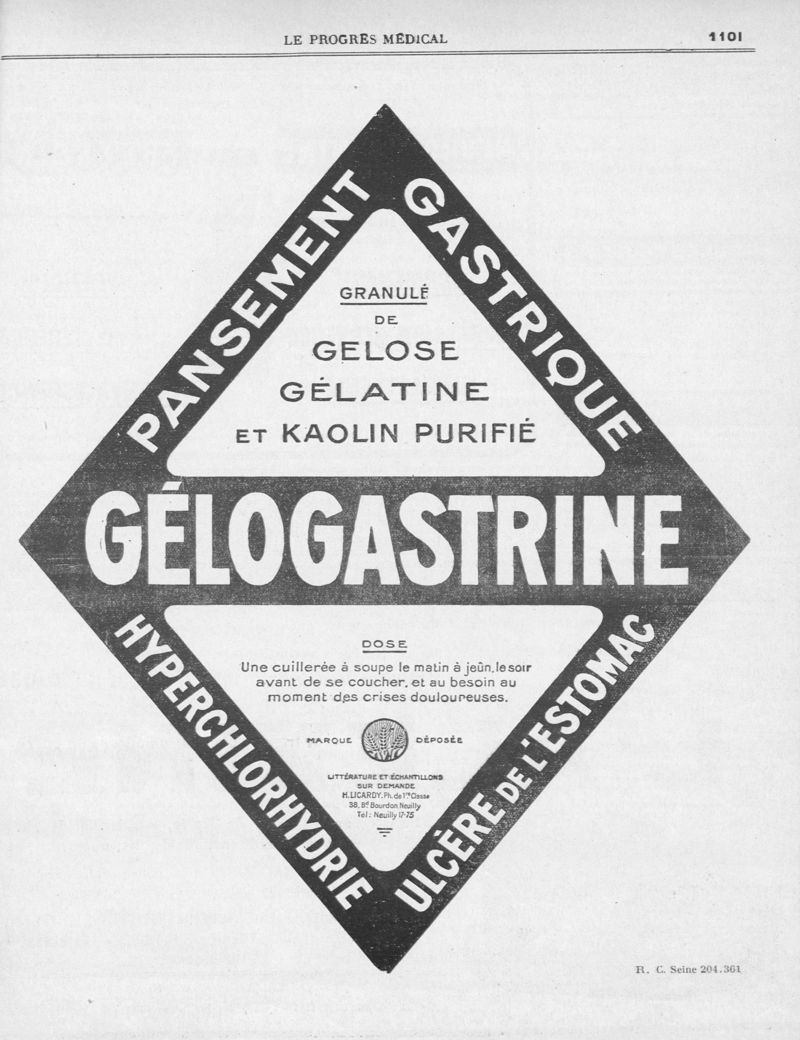 LE PROGRÈS MÉDICAL
1101
PANSEMENT
GASTRIQUE
GRANULÉ
DE
GELOSE
GÉLATINE
ET KAOLIN PURIFIÉ
GÉLOGASTRINE
HYPERCHLORHYDRIE
ULCÈRE DE L'ESTOMAC
DOSE
Une cuillerée à soupe le matin à jeûn, le soir
avant de se coucher, et au besoin au
moment des crises douloureuses.
MARQUE DÉPOSÉE
LITTÉRATURE ET ÉCHANTILLONS
SUR DEMANDE
H. LICARDY. Ph. de 1re Classe
38, Bd Bourdon Neuilly
Tél : Neuilly 17-75
R. C. Seine 204.361